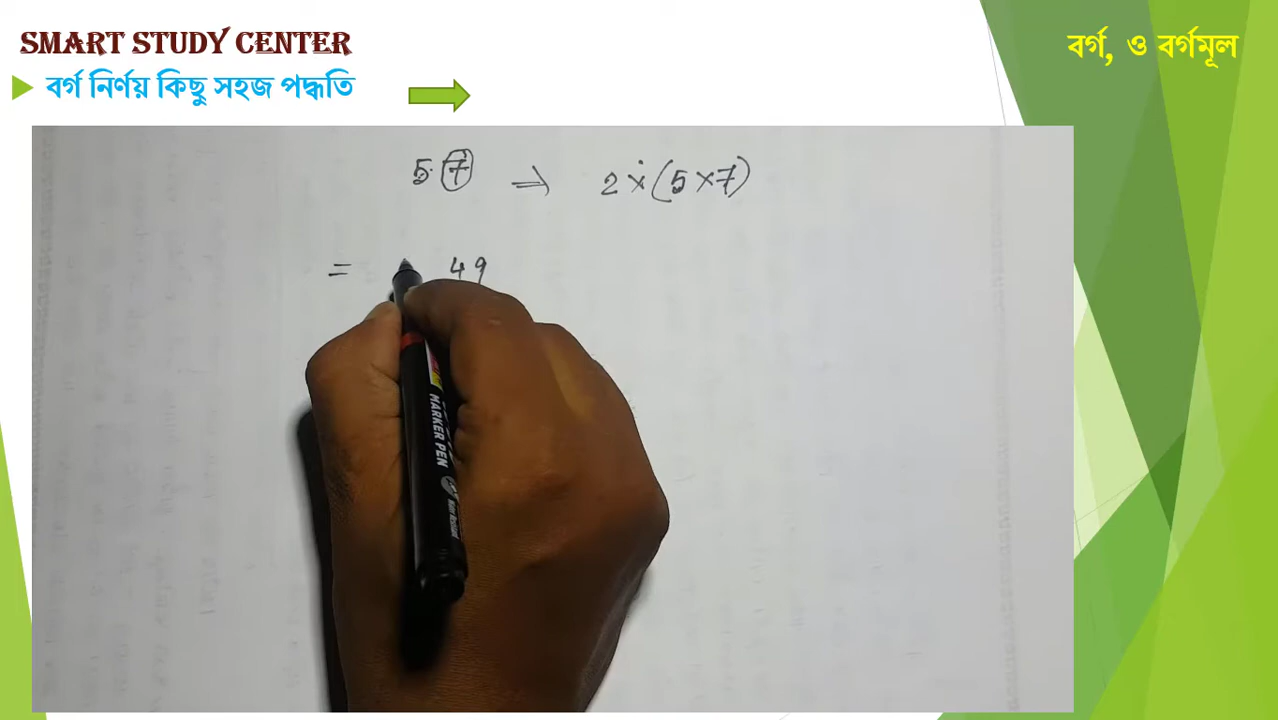 SMART STUDY CENTER
বর্গ, ও বর্গমূল
বর্গ নির্ণয় কিছু সহজ পদ্ধতি
57 ⇒ 2×(5×7)
= 49
MARKER PEN